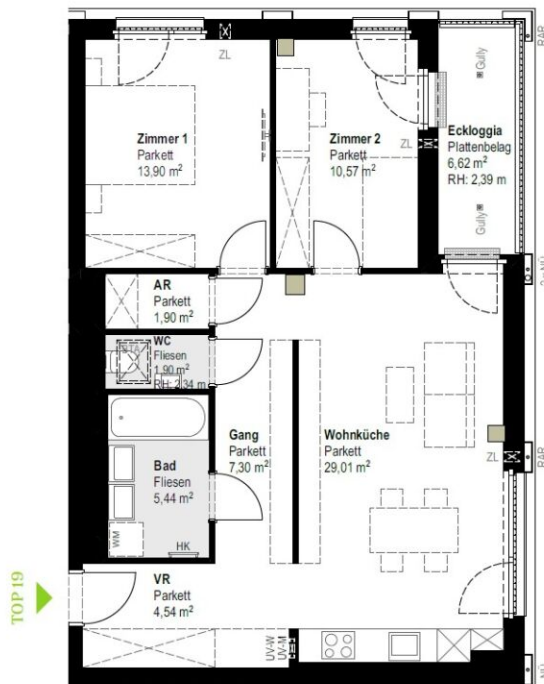 ZL
RAR
Gully
Zimmer 1
Parkett
13,90 m²
Zimmer 2
Parkett
10,57 m²
ZL
Eckloggia
Plattenbelag
6,62 m²
RH: 2,39 m
Gully
AR
Parkett
1,90 m²
WC
Fliesen
1,90 m²
RH: 2,34 m
Gang
Parkett
7,30 m²
Wohnküche
Parkett
29,01 m²
ZL
RAR
Bad
Fliesen
5,44 m²
WM
HK
TOP 19
VR
Parkett
4,54 m²
UV-W
UV-M